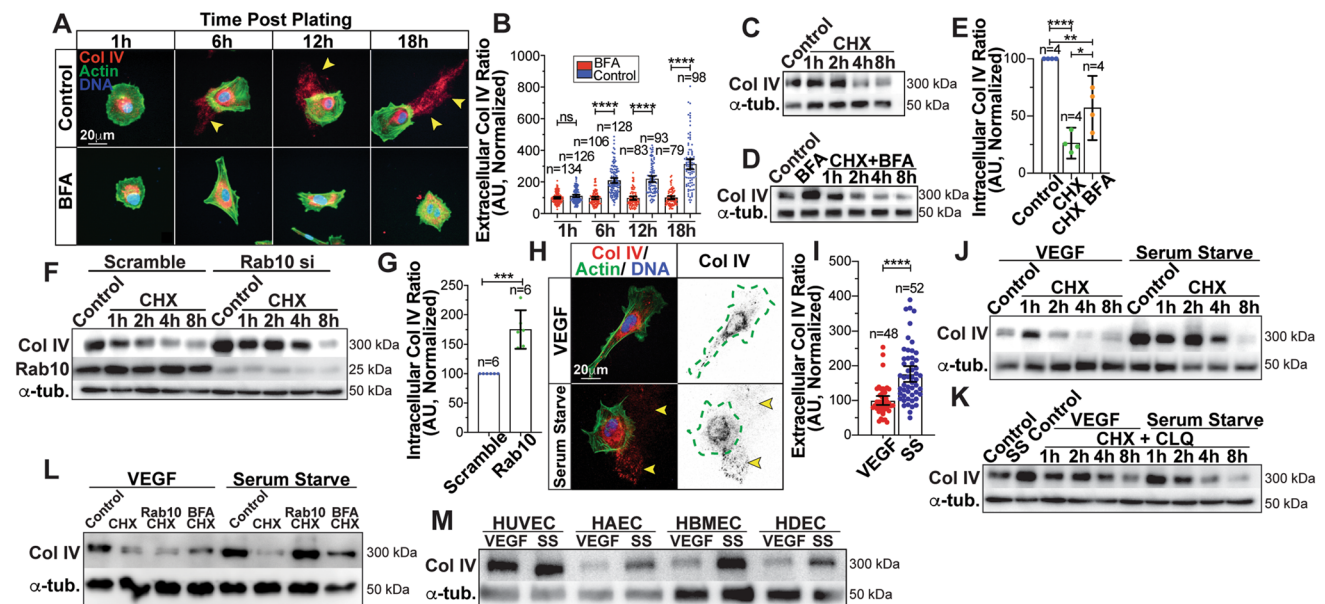 A
Time Post Plating
1h 6h 12h 18h
Control
Col IV
Actin
DNA
20μm
BFA
B
Extracellular Col IV Ratio
(AU, Normalized)
1000
800
600
400
200
0
BFA
Control
ns
n=134
n=126
****
n=106
n=128
****
n=83
n=93
****
n=79
n=98
1h 6h 12h 18h
C
Control CHX
1h 2h 4h 8h
Col IV 300 kDa
α-tub. 50 kDa
D
Control BFA CHX+BFA
1h 2h 4h 8h
Col IV 300 kDa
α-tub. 50 kDa
E
Intracellular Col IV Ratio
(AU, Normalized)
100
75
50
25
0
****
**
*
n=4
n=4
n=4
Control
CHX
CHX BFA
F
Scramble Rab10 si
Control CHX Control CHX
1h 2h 4h 8h 1h 2h 4h 8h
Col IV 300 kDa
Rab10 25 kDa
α-tub. 50 kDa
G
Intracellular Col IV Ratio
(AU, Normalized)
250
200
150
100
50
0
***
n=6
n=6
Scramble
Rab10
H
Col IV/
Actin/ DNA
Col IV
VEGF
20μm
Serum Starve
I
Extracellular Col IV Ratio
(AU, Normalized)
500
400
300
200
100
0
****
n=48
n=52
VEGF
SS
J
VEGF Serum Starve
Control CHX Control CHX
1h 2h 4h 8h 1h 2h 4h 8h
Col IV 300 kDa
α-tub. 50 kDa
K
Control SS Control VEGF Serum Starve
CHX + CLQ
1h 2h 4h 8h 1h 2h 4h 8h
Col IV 300 kDa
α-tub. 50 kDa
L
VEGF Serum Starve
Control CHX Rab10 CHX BFA CHX Control CHX Rab10 CHX BFA CHX
Col IV 300 kDa
α-tub. 50 kDa
M
HUVEC HAEC HBMEC HDEC
VEGF SS VEGF SS VEGF SS VEGF SS
Col IV 300 kDa
α-tub. 50 kDa